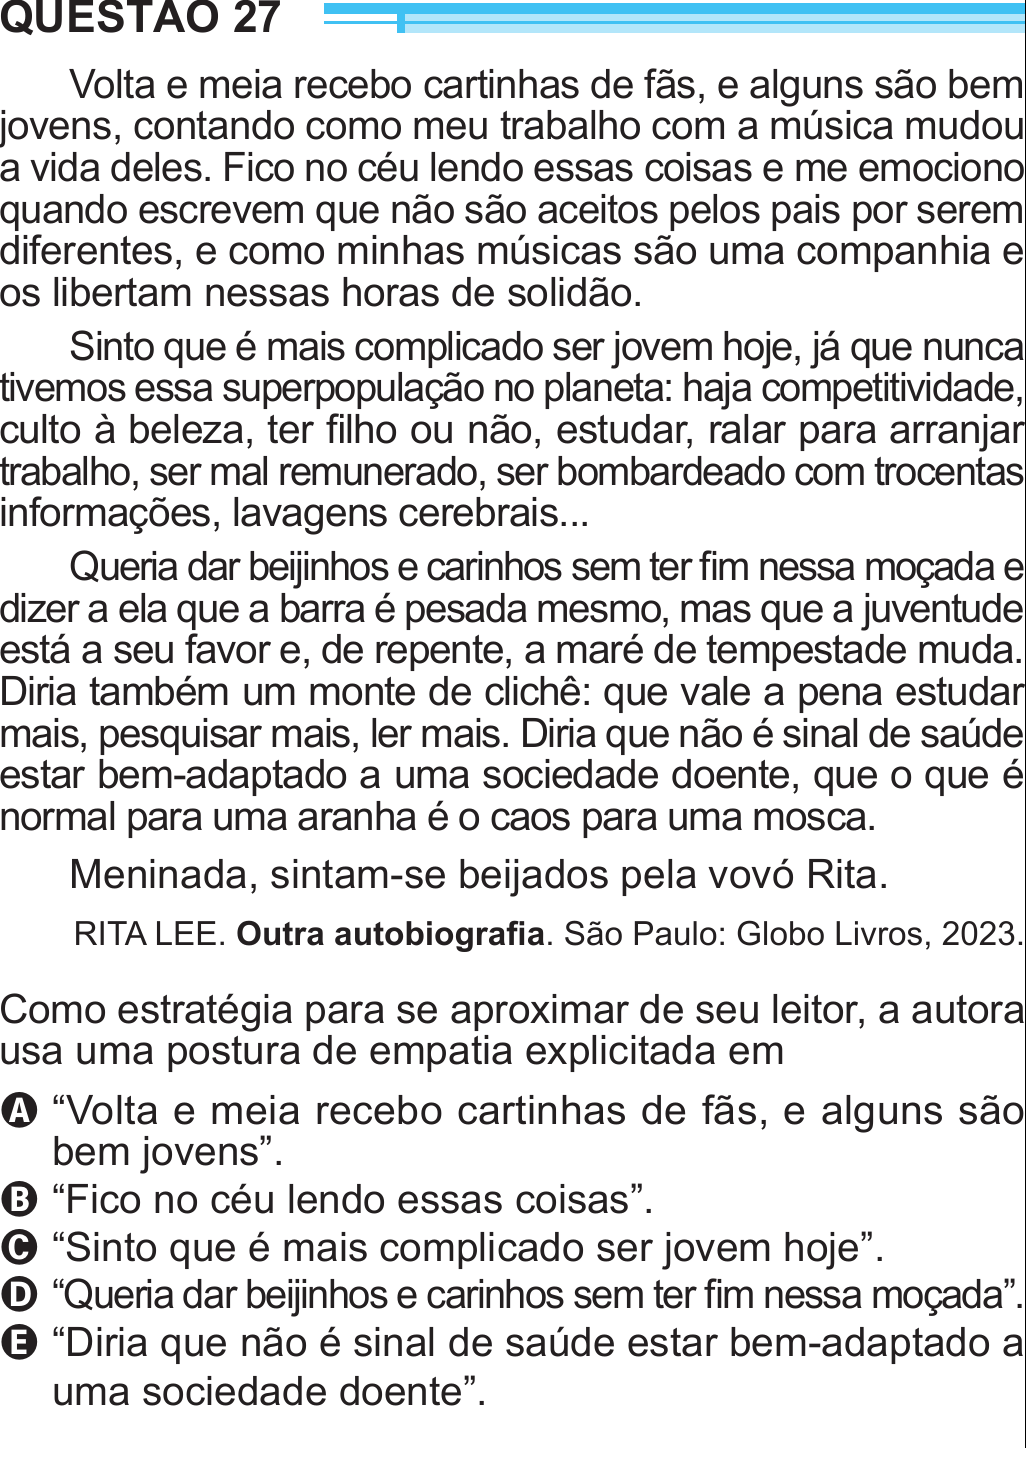 QUESTÃO 27
Volta e meia recebo cartinhas de fãs, e alguns são bem
jovens, contando como meu trabalho com a música mudou
a vida deles. Fico no céu lendo essas coisas e me emociono
quando escrevem que não são aceitos pelos pais por serem
diferentes, e como minhas músicas são uma companhia e
os libertam nessas horas de solidão.
Sinto que é mais complicado ser jovem hoje, já que nunca
tivemos essa superpopulação no planeta: haja competitividade,
culto à beleza, ter filho ou não, estudar, ralar para arranjar
trabalho, ser mal remunerado, ser bombardeado com trocentas
informações, lavagens cerebrais...
Queria dar beijinhos e carinhos sem ter fim nessa moçada e
dizer a ela que a barra é pesada mesmo, mas que a juventude
está a seu favor e, de repente, a maré de tempestade muda.
Diria também um monte de clichê: que vale a pena estudar
mais, pesquisar mais, ler mais. Diria que não é sinal de saúde
estar bem-adaptado a uma sociedade doente, que o que é
normal para uma aranha é o caos para uma mosca.
Meninada, sintam-se beijados pela vovó Rita.
RITA LEE. Outra autobiografia. São Paulo: Globo Livros, 2023.
Como estratégia para se aproximar de seu leitor, a autora
usa uma postura de empatia explicitada em
A “Volta e meia recebo cartinhas de fãs, e alguns são
bem jovens”.
B “Fico no céu lendo essas coisas”.
C “Sinto que é mais complicado ser jovem hoje”.
D “Queria dar beijinhos e carinhos sem ter fim nessa moçada”.
E “Diria que não é sinal de saúde estar bem-adaptado a
uma sociedade doente”.